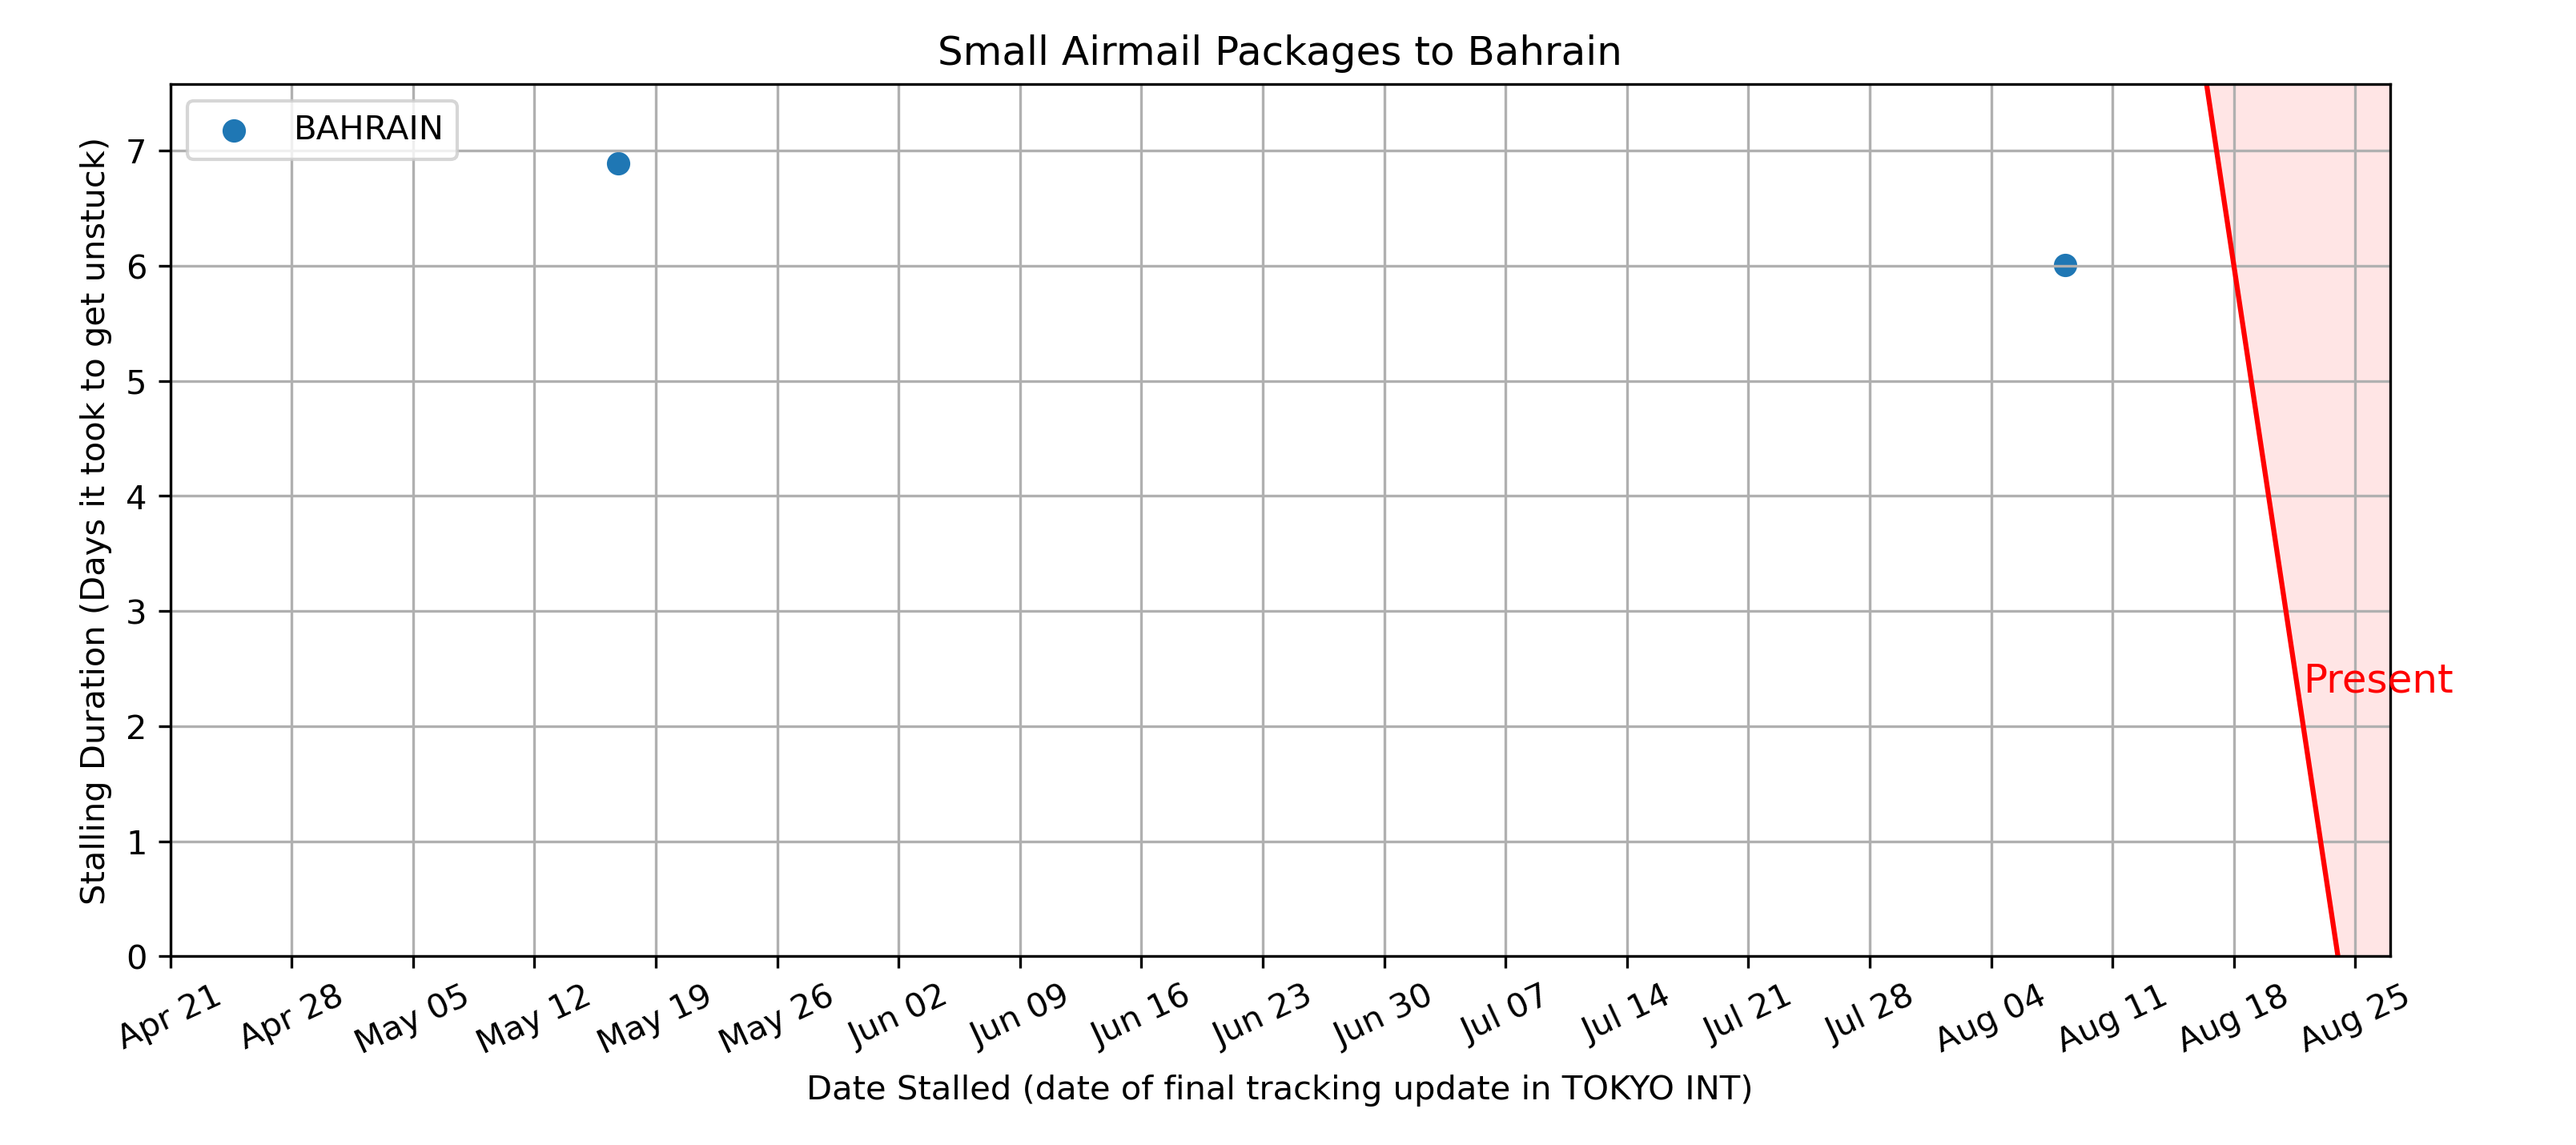 Small Airmail Packages to Bahrain
BAHRAIN
Stalling Duration (Days it took to get unstuck)
7
6
5
4
3
2
1
0
Present
Apr 21
Apr 28
May 05
May 12
May 19
May 26
Jun 02
Jun 09
Jun 16
Jun 23
Jun 30
Jul 07
Jul 14
Jul 21
Jul 28
Aug 04
Aug 11
Aug 18
Aug 25
Date Stalled (date of final tracking update in TOKYO INT)